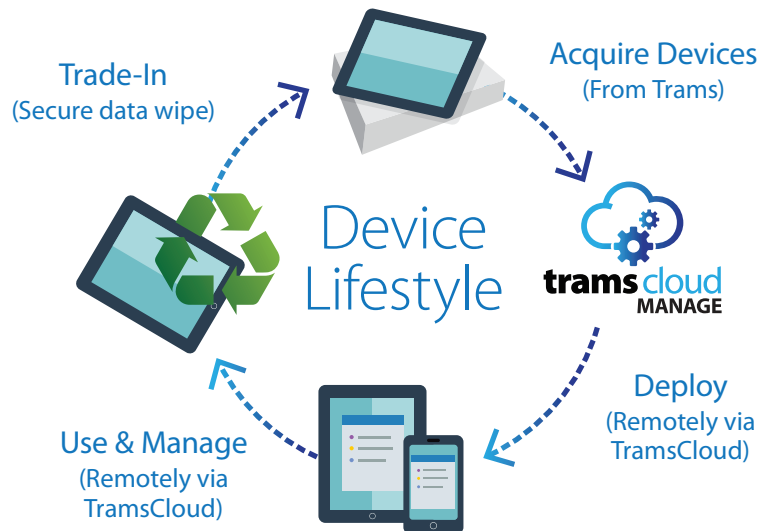 Trade-In
(Secure data wipe)
Acquire Devices
(From Trams)
Device
Lifestyle
trams cloud
MANAGE
Deploy
(Remotely via
TramsCloud)
Use & Manage
(Remotely via
TramsCloud)